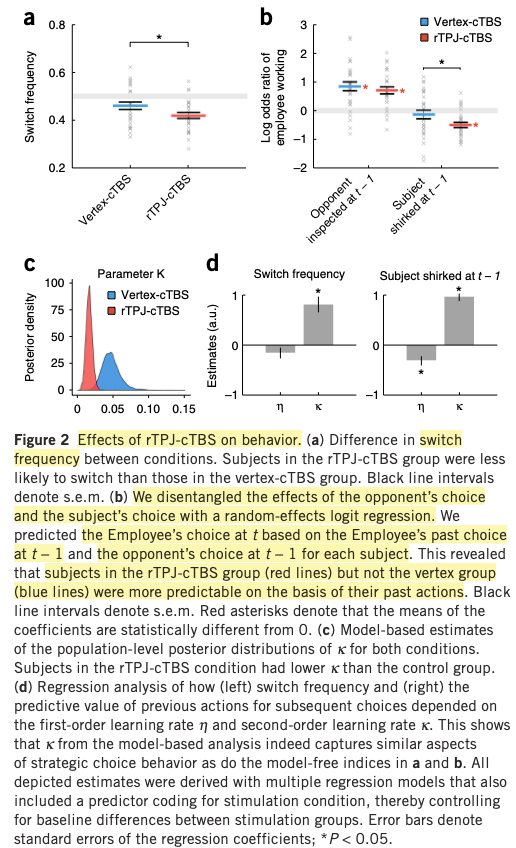 a
b
Vertex-cTBS
rTPJ-cTBS
Switch frequency
0.8
0.6
0.4
0.2
*
Vertex-cTBS
rTPJ-cTBS
Log odds ratio of
employee working
3
2
1
0
−1
−2
*
*
*
*
Opponent
inspected at t – 1
Subject
shirked at t – 1
c
Parameter K
Posterior density
100
75
50
25
0
Vertex-cTBS
rTPJ-cTBS
0
0.05
0.10
0.15
d
Switch frequency
Subject shirked at t – 1
Estimates (a.u.)
1
0
–1
*
η
κ
1
0
–1
*
*
η
κ
Figure 2 Effects of rTPJ-cTBS on behavior. (a) Difference in switch
frequency between conditions. Subjects in the rTPJ-cTBS group were less
likely to switch than those in the vertex-cTBS group. Black line intervals
denote s.e.m. (b) We disentangled the effects of the opponent's choice
and the subject's choice with a random-effects logit regression. We
predicted the Employee's choice at t based on the Employee's past choice
at t – 1 and the opponent's choice at t – 1 for each subject. This revealed
that subjects in the rTPJ-cTBS group (red lines) but not the vertex group
(blue lines) were more predictable on the basis of their past actions. Black
line intervals denote s.e.m. Red asterisks denote that the means of the
coefficients are statistically different from 0. (c) Model-based estimates
of the population-level posterior distributions of κ for both conditions.
Subjects in the rTPJ-cTBS condition had lower κ than the control group.
(d) Regression analysis of how (left) switch frequency and (right) the
predictive value of previous actions for subsequent choices depended on
the first-order learning rate η and second-order learning rate κ. This shows
that κ from the model-based analysis indeed captures similar aspects
of strategic choice behavior as do the model-free indices in a and b. All
depicted estimates were derived with multiple regression models that also
included a predictor coding for stimulation condition, thereby controlling
for baseline differences between stimulation groups. Error bars denote
standard errors of the regression coefficients; *P < 0.05.